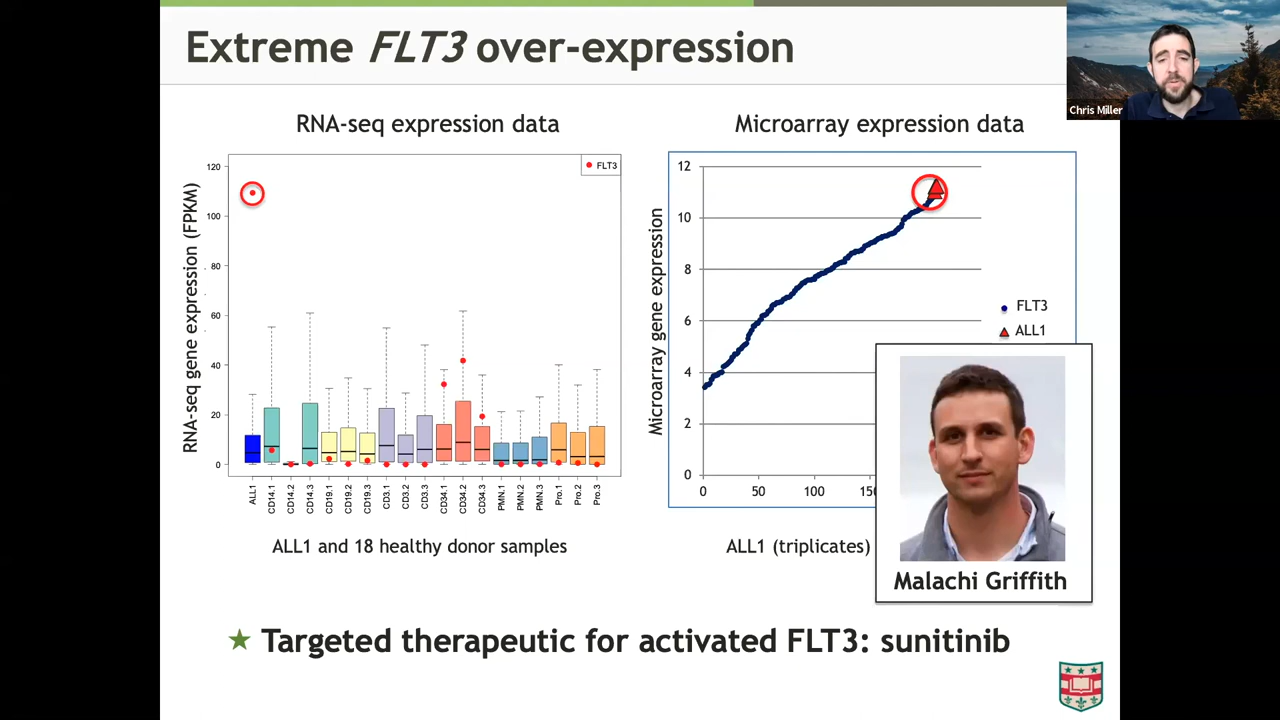 Extreme FLT3 over-expression
Chris Miller
RNA-seq expression data
Microarray expression data
RNA-seq gene expression (FPKM)
120
100
80
60
40
20
0
FLT3
ALL1
CD14.1
CD14.2
CD14.3
CD19.1
CD19.2
CD19.3
CD3.1
CD3.2
CD3.3
CD34.1
CD34.2
CD34.3
PMN.1
PMN.2
PMN.3
Pro.1
Pro.2
Pro.3
ALL1 and 18 healthy donor samples
Microarray gene expression
12
10
8
6
4
2
0
0
50
100
FLT3
ALL1
ALL1 (triplicates)
Malachi Griffith
★ Targeted therapeutic for activated FLT3: sunitinib